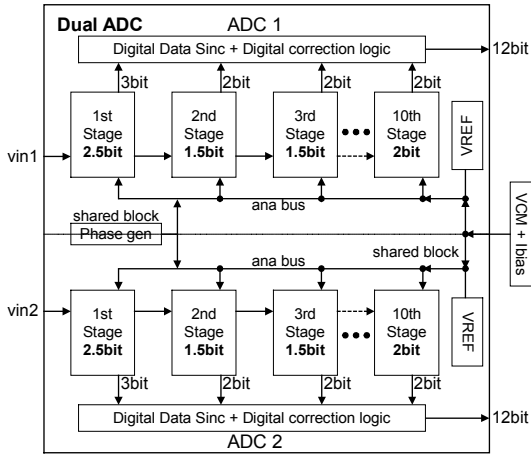 Dual ADC
ADC 1
Digital Data Sinc + Digital correction logic
12bit
3bit
2bit
2bit
2bit
1st
Stage
2.5bit
2nd
Stage
1.5bit
3rd
Stage
1.5bit
10th
Stage
2bit
VREF
vin1
ana bus
shared block
Phase gen
VCM + Ibias
shared block
ana bus
vin2
1st
Stage
2.5bit
2nd
Stage
1.5bit
3rd
Stage
1.5bit
10th
Stage
2bit
VREF
3bit
2bit
2bit
2bit
Digital Data Sinc + Digital correction logic
12bit
ADC 2